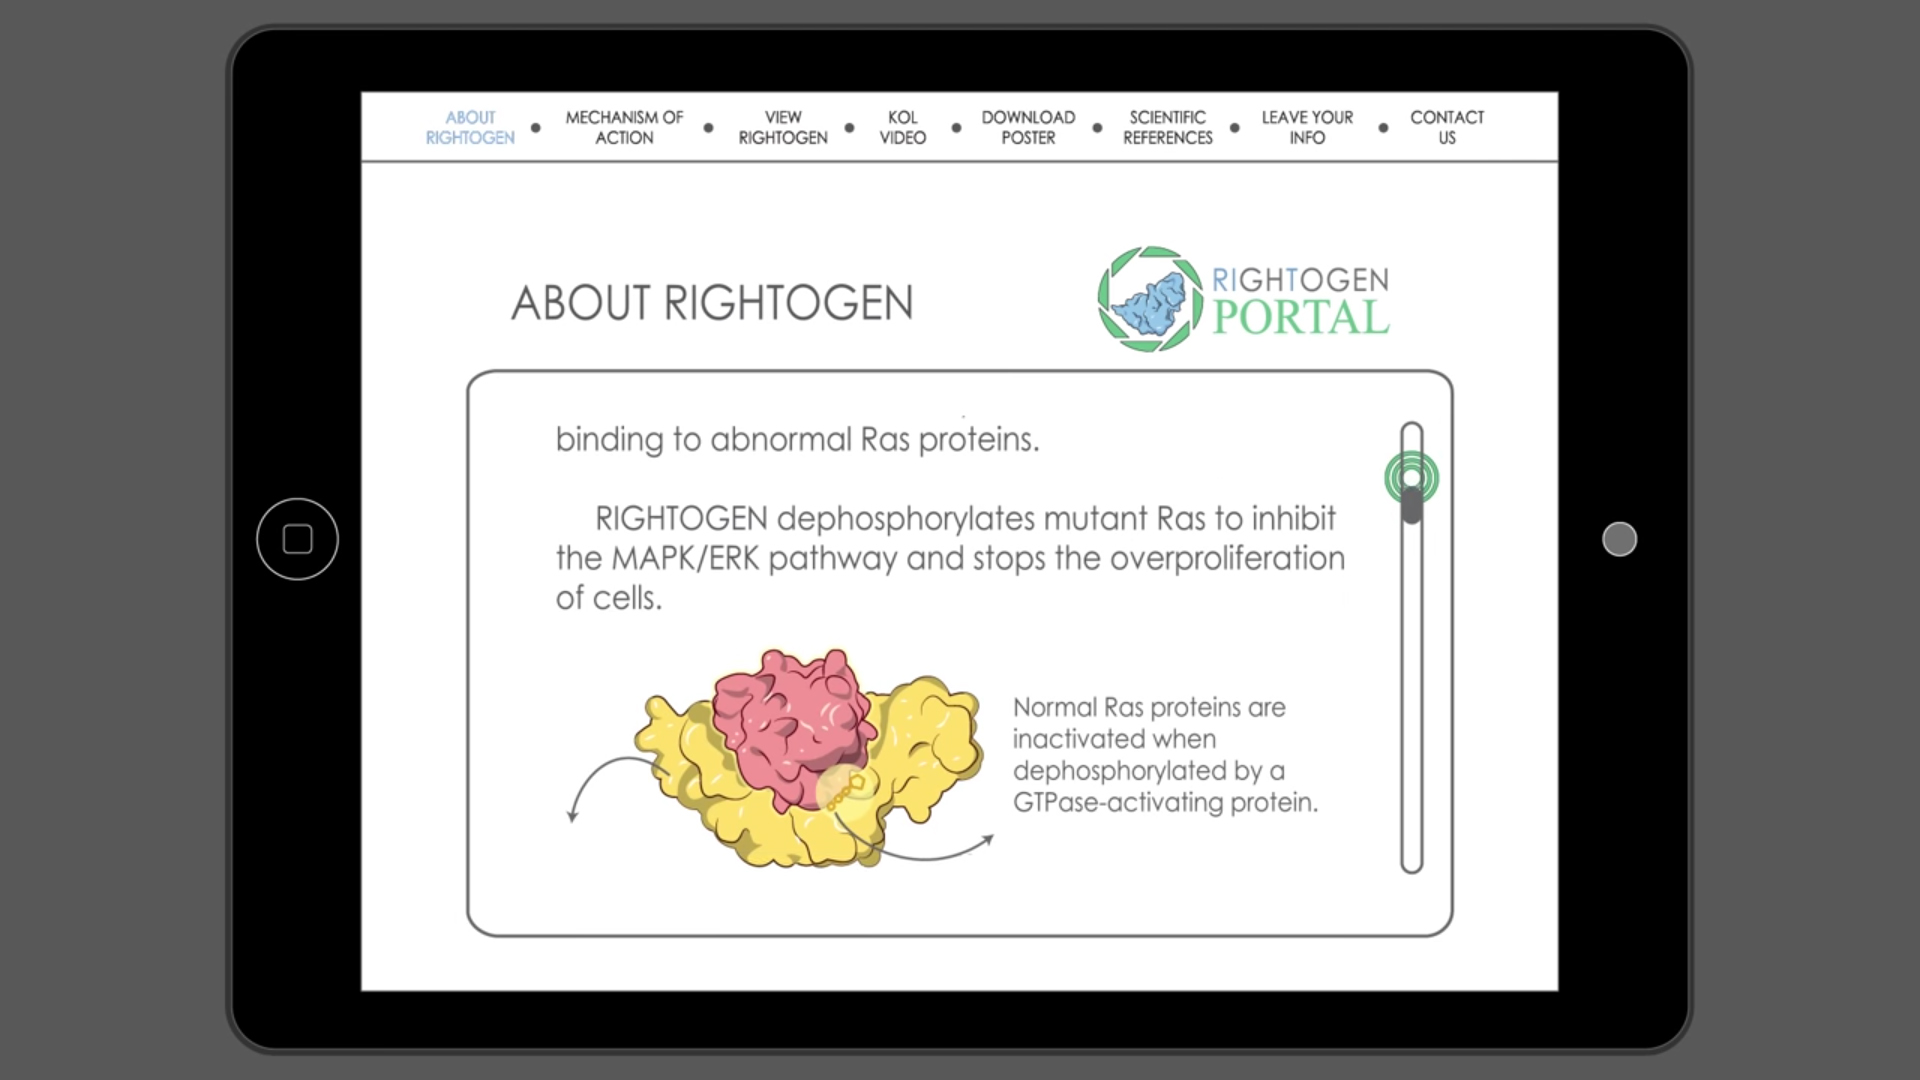 ABOUT
RIGHTOGEN
MECHANISM OF
ACTION
VIEW
RIGHTOGEN
KOL
VIDEO
DOWNLOAD
POSTER
SCIENTIFIC
REFERENCES
LEAVE YOUR
INFO
CONTACT
US
ABOUT RIGHTOGEN
RIGHTOGEN
PORTAL
binding to abnormal Ras proteins.
RIGHTOGEN dephosphorylates mutant Ras to inhibit
the MAPK/ERK pathway and stops the overproliferation
of cells.
Normal Ras proteins are
inactivated when
dephosphorylated by a
GTPase-activating protein.